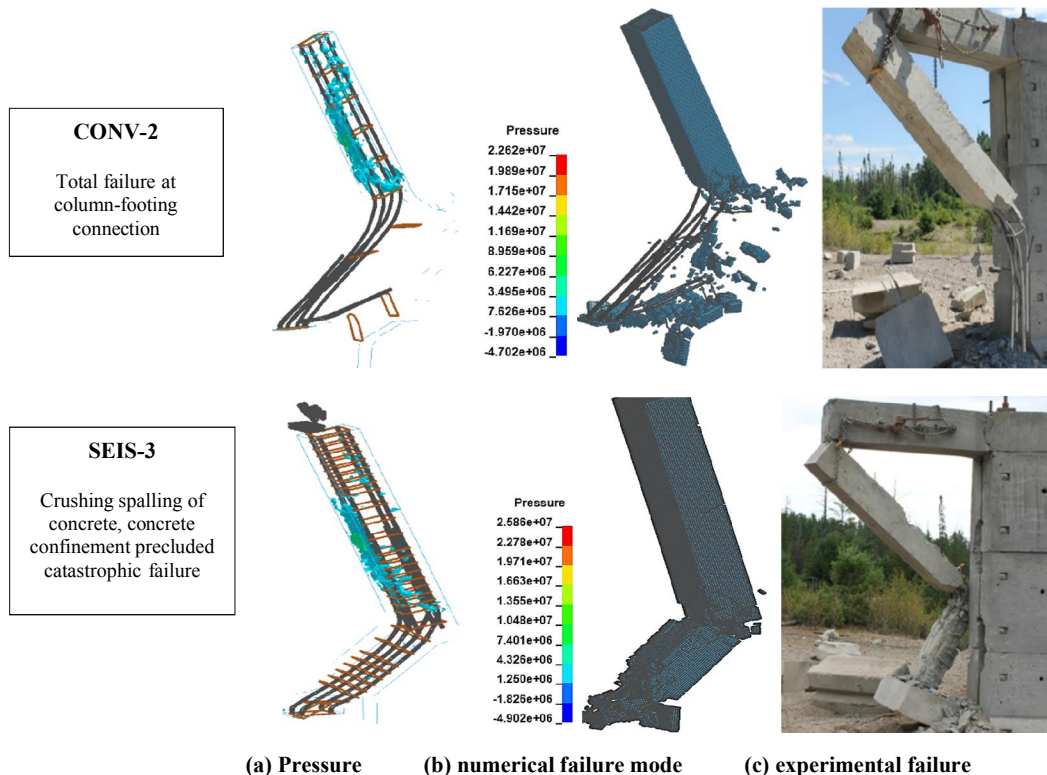 CONV-2
Total failure at
column-footing
connection
Pressure
2.262e+07
1.989e+07
1.715e+07
1.442e+07
1.169e+07
8.959e+06
6.227e+06
3.495e+06
7.626e+05
-1.970e+06
-4.702e+06
SEIS-3
Crushing spalling of
concrete, concrete
confinement precluded
catastrophic failure
Pressure
2.586e+07
2.278e+07
1.971e+07
1.663e+07
1.355e+07
1.048e+07
7.401e+06
4.326e+06
1.250e+06
-1.826e+06
-4.902e+06
(a) Pressure (b) numerical failure mode (c) experimental failure